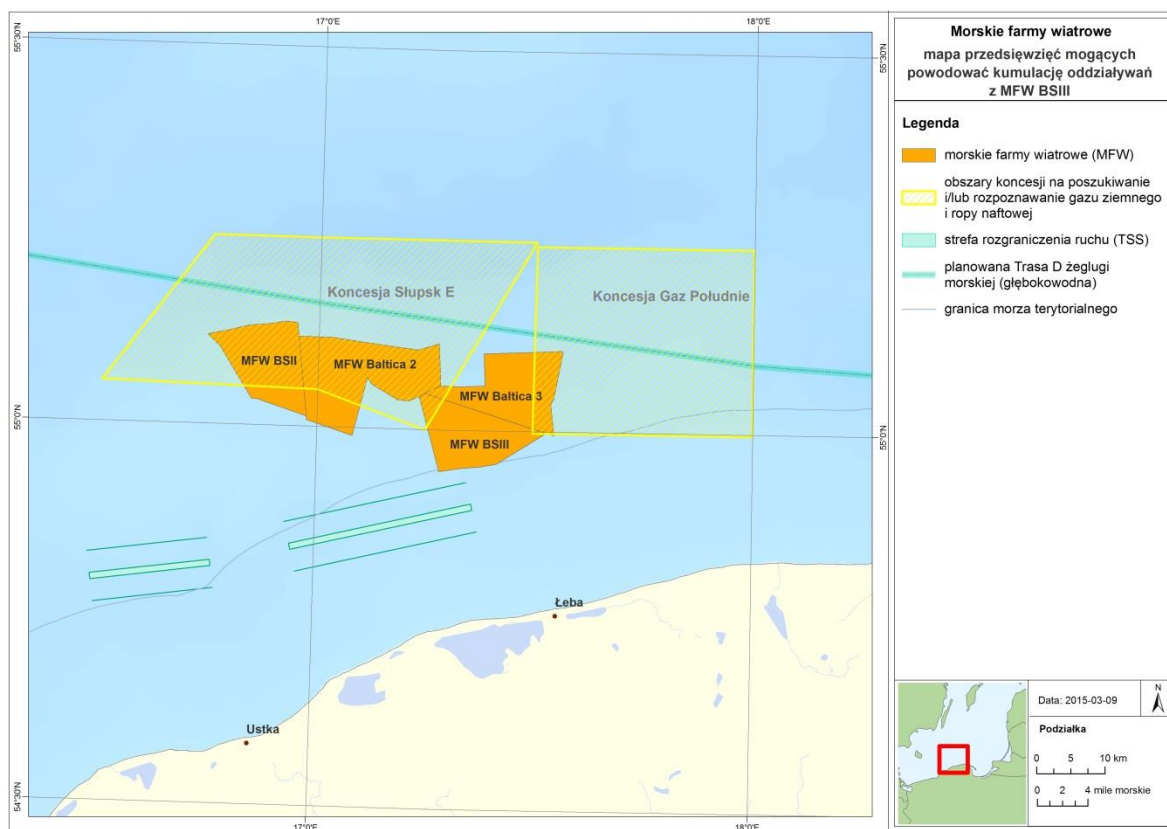 17°0'E
18°0'E
55°30'N
55°30'N
Koncesja Słupsk E
Koncesja Gaz Południe
MFW BSII
MFW Baltica 2
MFW Baltica 3
MFW BSIII
55°0'N
55°0'N
Łeba
Ustka
54°30'N
17°0'E
18°0'E
Morskie farmy wiatrowe
mapa przedsięwzięć mogących
powodować kumulację oddziaływań
z MFW BSIII
Legenda
morskie farmy wiatrowe (MFW)
obszary koncesji na poszukiwanie
i/lub rozpoznawanie gazu ziemnego
i ropy naftowej
strefa rozgraniczenia ruchu (TSS)
planowana Trasa D żeglugi
morskiej (głębokowodna)
granica morza terytorialnego
Data: 2015-03-09
N
Podziałka
0 5 10 km
0 2 4 mile morskie